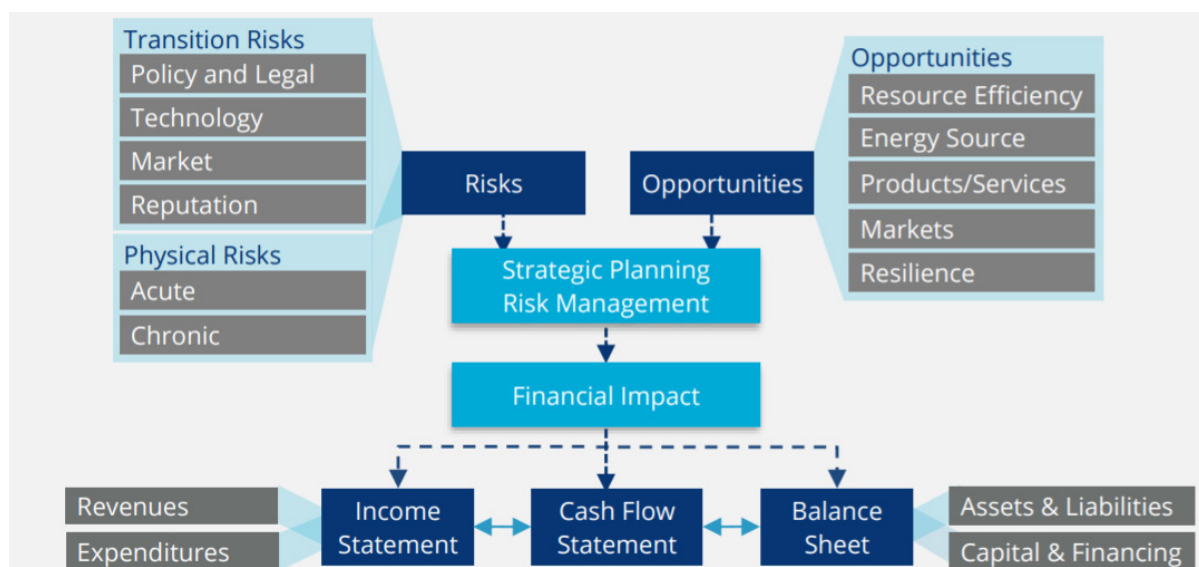 Transition Risks
Policy and Legal
Technology
Market
Reputation
Physical Risks
Acute
Chronic
Risks
Opportunities
Opportunities
Resource Efficiency
Energy Source
Products/Services
Markets
Resilience
Strategic Planning
Risk Management
Financial Impact
Revenues
Expenditures
Income
Statement
Cash Flow
Statement
Balance
Sheet
Assets & Liabilities
Capital & Financing